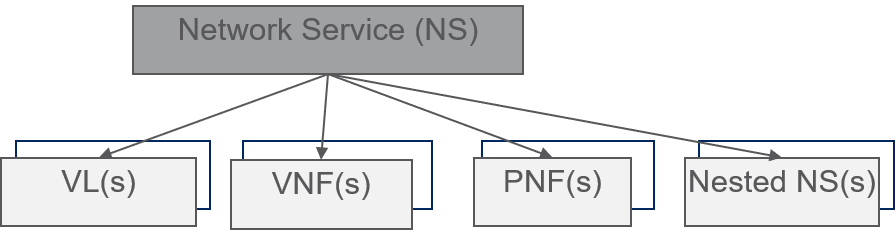 Network Service (NS)
VL(s)
VNF(s)
PNF(s)
Nested NS(s)